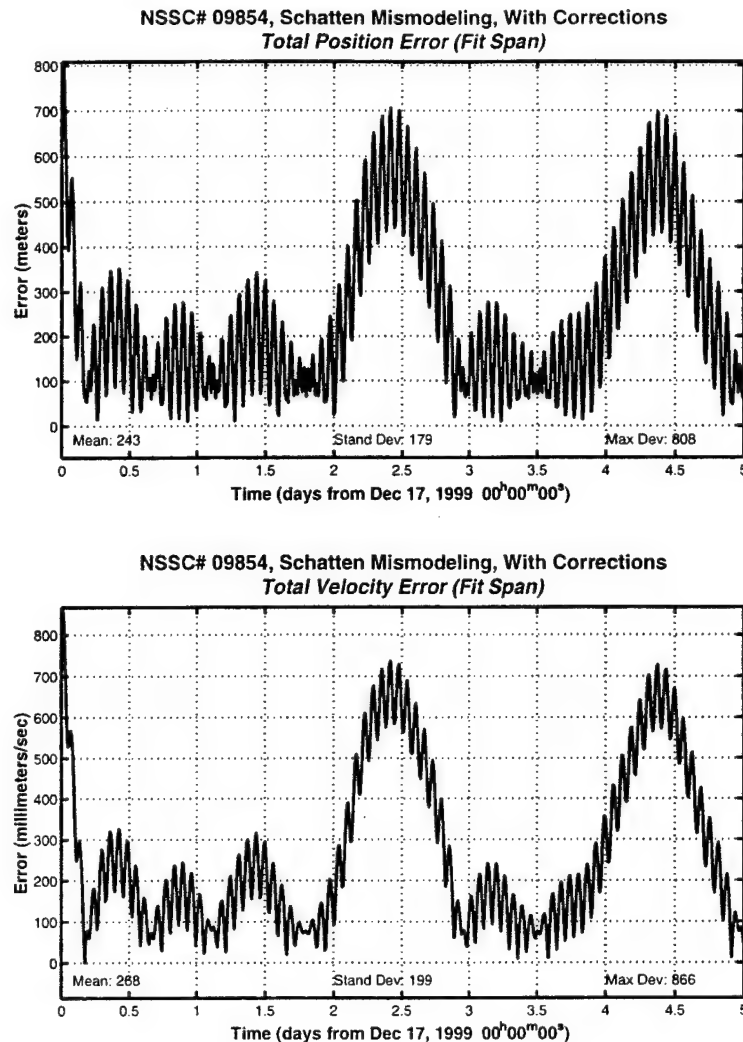 NSSC# 09854, Schatten Mismodeling, With Corrections
Total Position Error (Fit Span)
800
700
600
500
400
300
200
100
0
Error (meters)
Mean: 243
Stand Dev: 179
Max Dev: 808
0 0.5 1 1.5 2 2.5 3 3.5 4 4.5 5
Time (days from Dec 17, 1999 00h00m00s)
NSSC# 09854, Schatten Mismodeling, With Corrections
Total Velocity Error (Fit Span)
800
700
600
500
400
300
200
100
0
Error (millimeters/sec)
Mean: 268
Stand Dev: 199
Max Dev: 866
0 0.5 1 1.5 2 2.5 3 3.5 4 4.5 5
Time (days from Dec 17, 1999 00h00m00s)